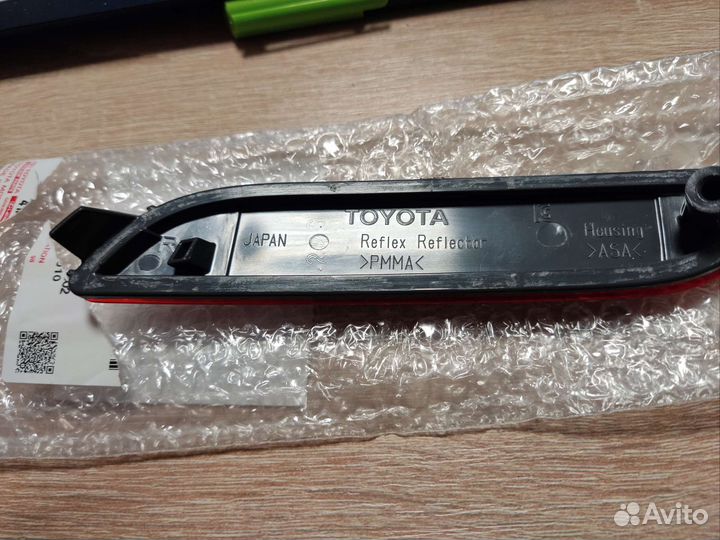 TOYOTA
JAPAN
Reflex Reflector
>PMMA<
Housing
>ASA<
Avito